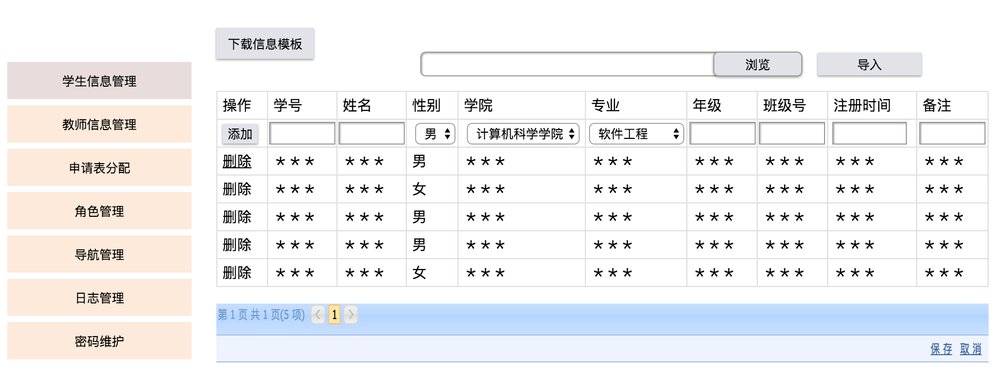 下载信息模板
浏览 导入
学生信息管理
教师信息管理
申请表分配
角色管理
导航管理
日志管理
密码维护
操作 学号 姓名 性别 学院 专业 年级 班级号 注册时间 备注
添加 男 计算机科学学院 软件工程
删除 *** *** 男 *** *** *** *** *** ***
删除 *** *** 女 *** *** *** *** *** ***
删除 *** *** 男 *** *** *** *** *** ***
删除 *** *** 男 *** *** *** *** *** ***
删除 *** *** 女 *** *** *** *** *** ***
第 1 页 共 1 页(5 项) 1
保存 取消